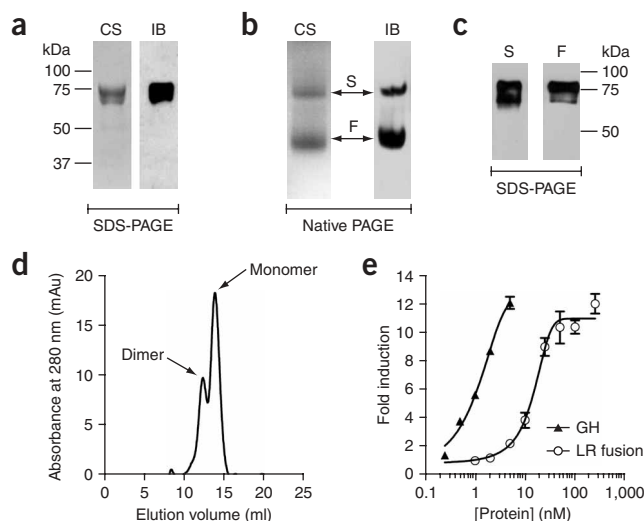 a
b
c
CS IB
kDa
100
75
50
37
SDS-PAGE
CS IB
S
F
Native PAGE
S F
kDa
100
75
50
SDS-PAGE
d
Absorbance at 280 nm (mAu)
20
15
10
5
0
Monomer
Dimer
0 5 10 15 20 25
Elution volume (ml)
e
Fold induction
14
12
10
8
6
4
2
0
GH
LR fusion
0.1 1 10 100 1,000
[Protein] (nM)